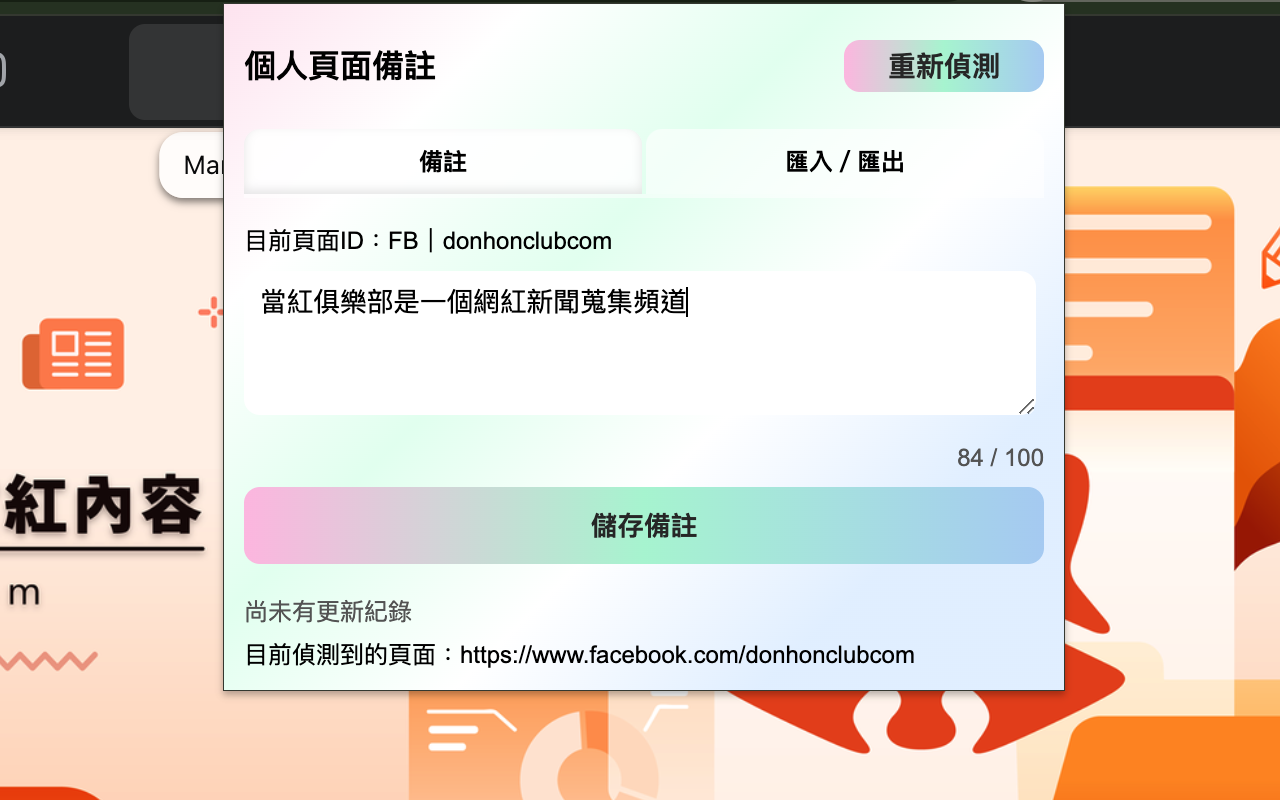 個人頁面備註
重新偵測
備註
匯入 / 匯出
目前頁面ID：FB｜donhonclubcom
當紅俱樂部是一個網紅新聞蒐集頻道
84 / 100
儲存備註
尚未有更新紀錄
目前偵測到的頁面：https://www.facebook.com/donhonclubcom
Mar
紅內容
m